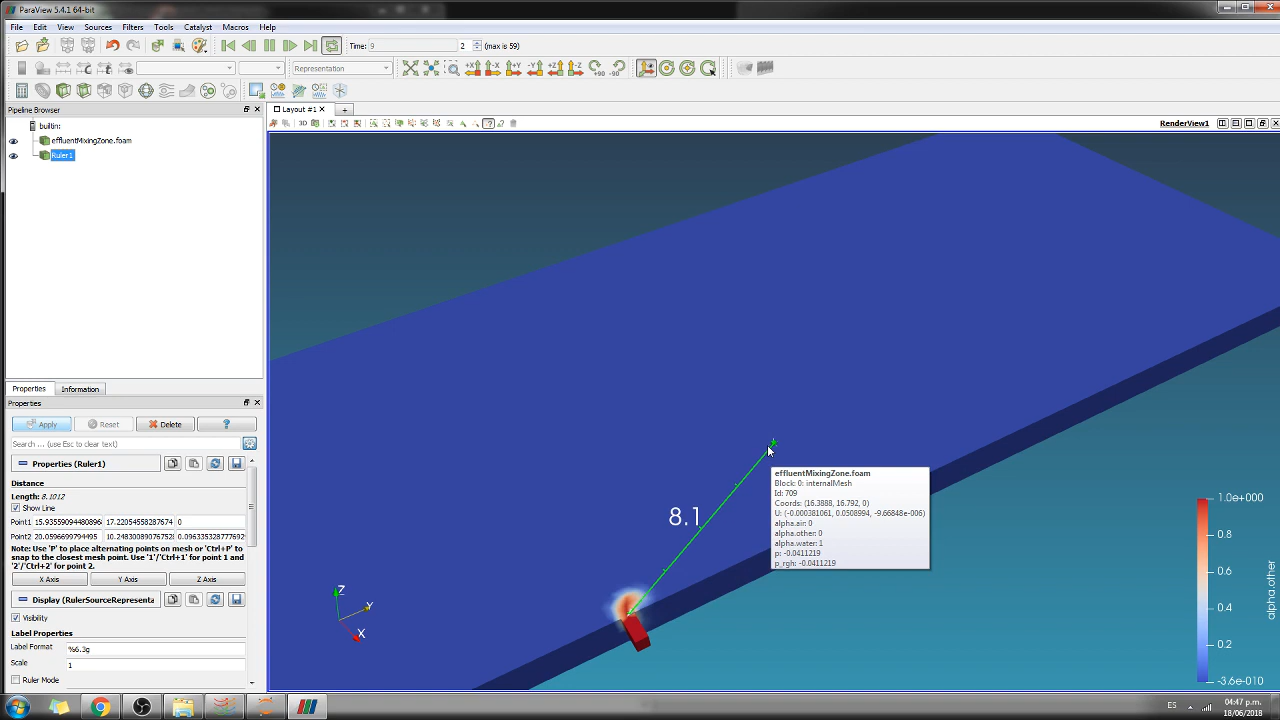 ParaView 5.4.1 64-bit
File Edit View Sources Filters Tools Catalyst Macros Help
Time: 9 2 (max is 59)
Representation
+X -X +Y -Y +Z -Z +90 -90
Pipeline Browser
builtin:
effluentMixingZone.foam
Ruler1
Layout #1
3D
RenderView1
Properties Information
Properties
Apply Reset Delete ?
Search ... (use Esc to clear text)
Properties (Ruler1)
Distance
Length: 8.1012
Show Line
Point1 15.9355909448089 17.22054655828767 0
Point2 20.0596699794495 10.2483008907576 0.09633532877769
Note: Use 'P' to place alternating points on mesh or 'Ctrl+P' to
snap to the closest mesh point. Use '1'/'Ctrl+1' for point 1 and
'2'/'Ctrl+2' for point 2.
X Axis Y Axis Z Axis
Display (RulerSourceRepresenta
Visibility
Label Properties
Label Format %6.3g
Scale 1
Ruler Mode
8.1
effluentMixingZone.foam
Block: 0: internalMesh
Id: 709
Coords: (16.3888, 16.792, 0)
U: (-0.000381061, 0.0508994, -9.66848e-006)
alpha.air: 0
alpha.other: 0
alpha.water: 1
p: -0.0411219
p_rgh: -0.0411219
Z
Y
X
1.0e+000
0.8
0.6
0.4
0.2
-3.6e-010
alpha.other
ES
04:47 p.m.
18/06/2018